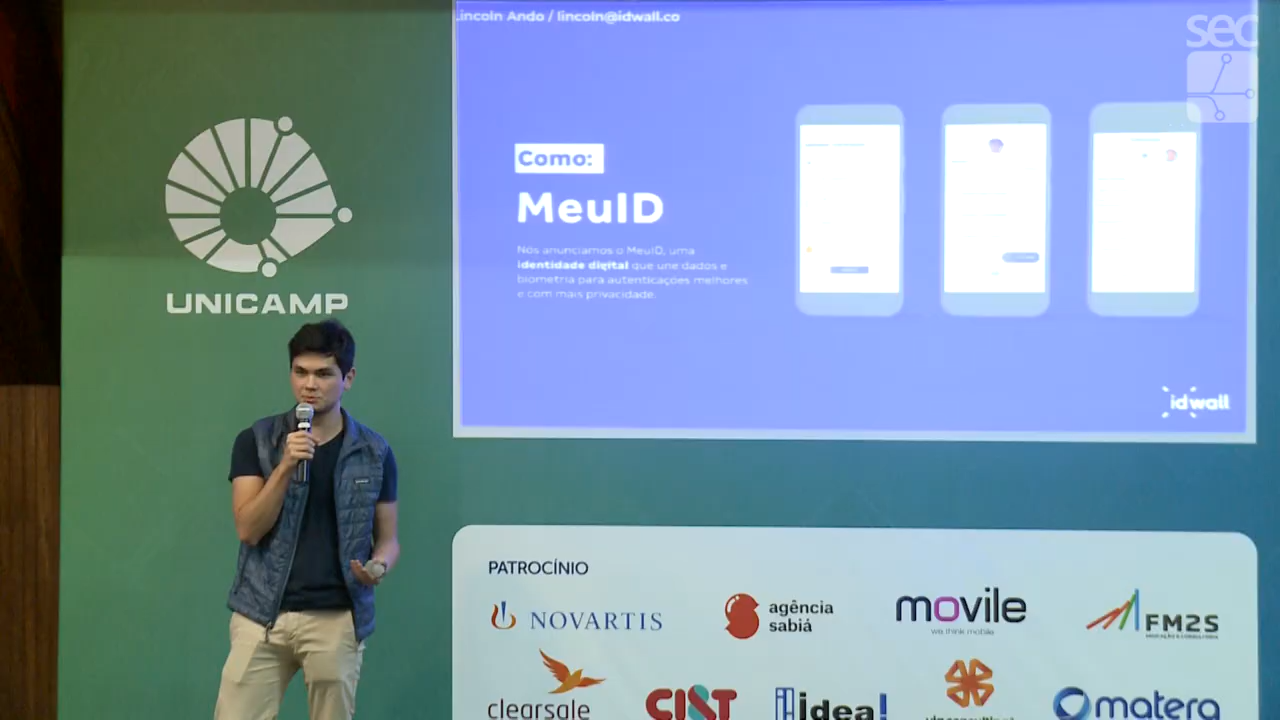 Lincoln Ando / lincoln@idwall.co
sec
UNICAMP
Como:
MeuID
Nós anunciamos o MeuID, uma
identidade digital que une dados e
biometria para autenticações melhores
e com mais privacidade.
idwall
PATROCÍNIO
NOVARTIS
agência
sabiá
movile
we think mobile
FM2S
clearsale
CI&T
idea!
matera